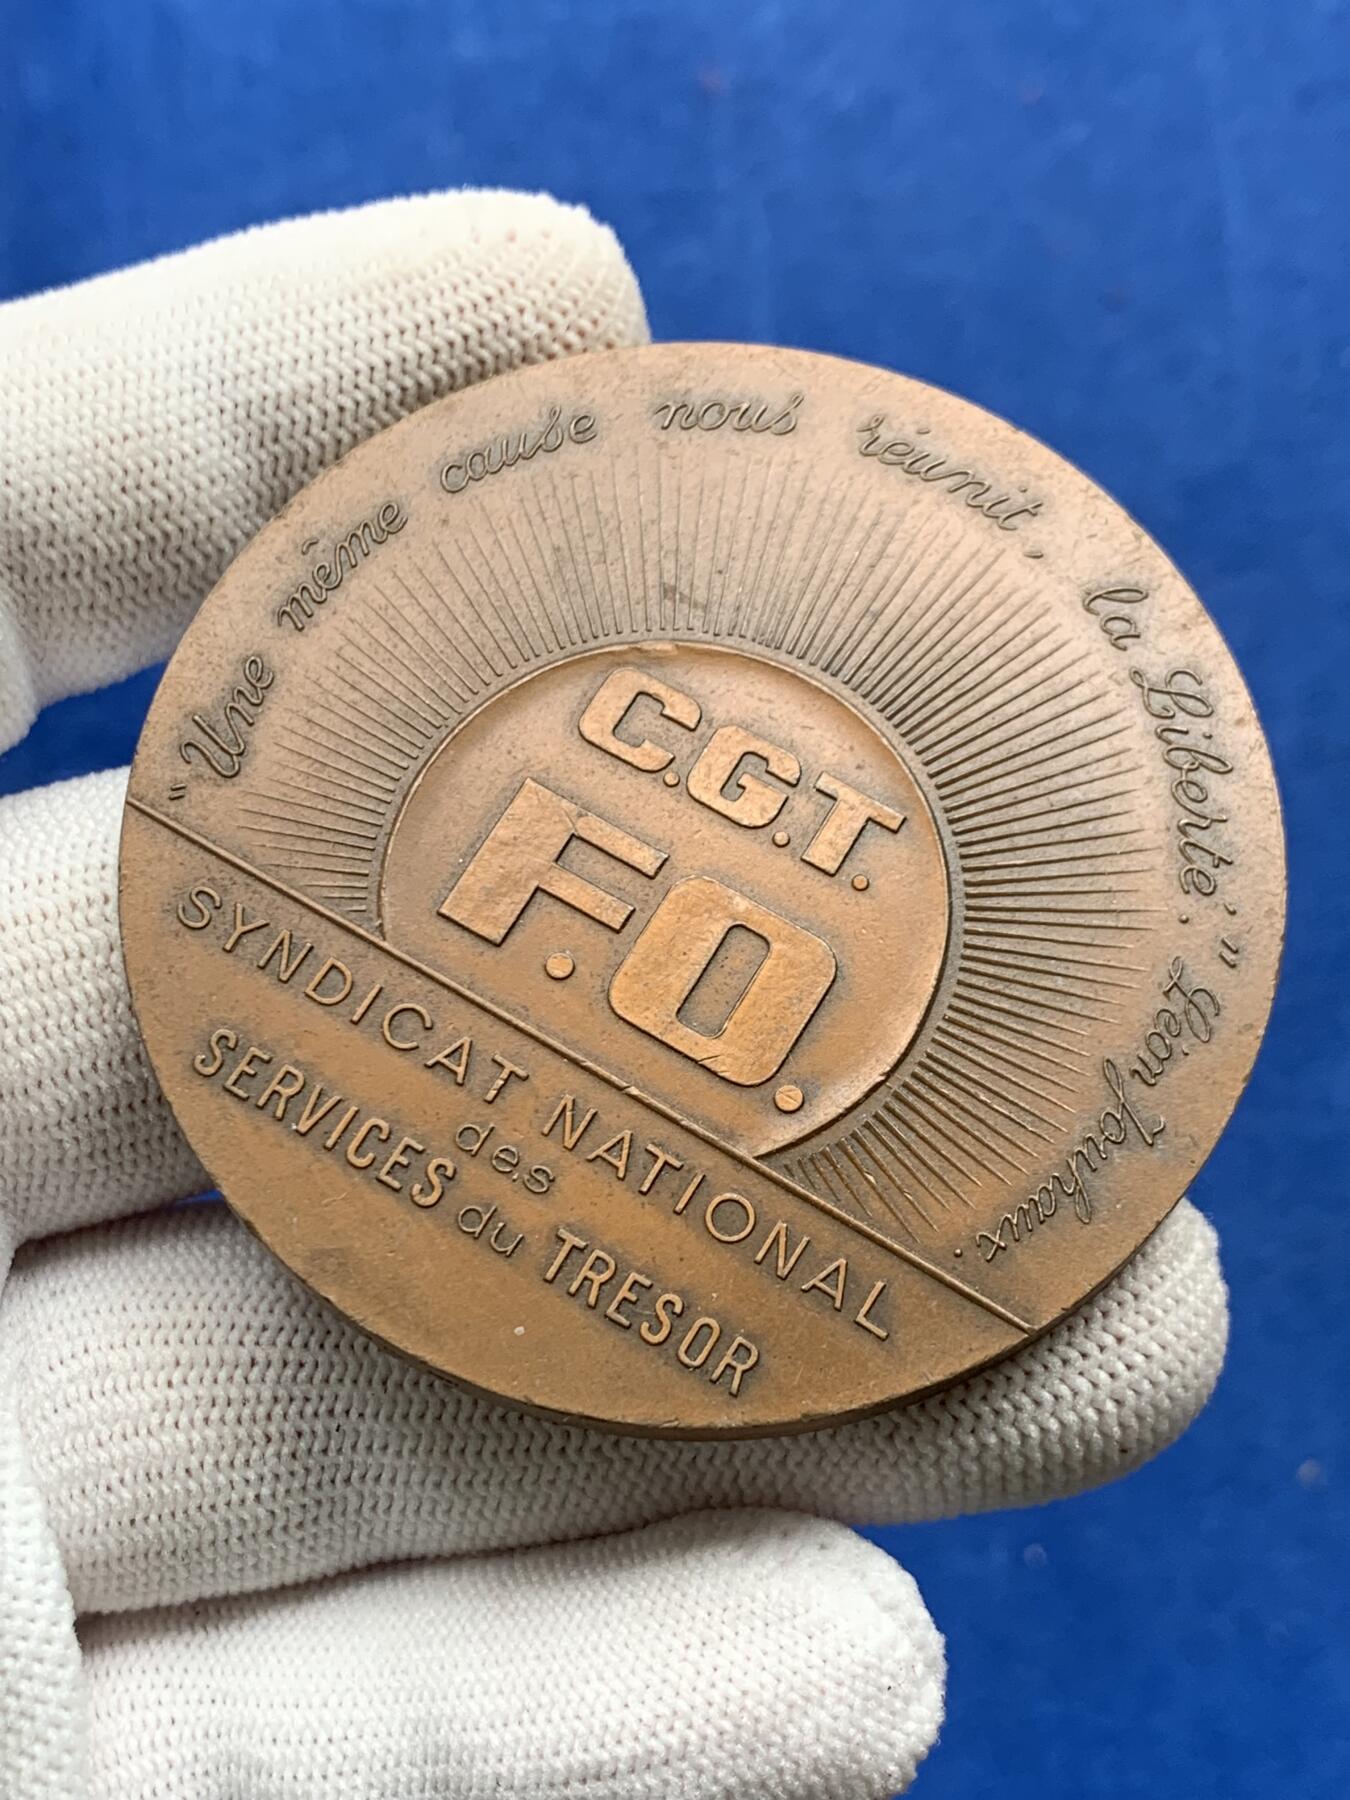 "Une même cause nous réunit, la Liberté." Léon Jouhaux.
C.G.T.
F.O.
SYNDICAT NATIONAL
des
SERVICES du TRESOR